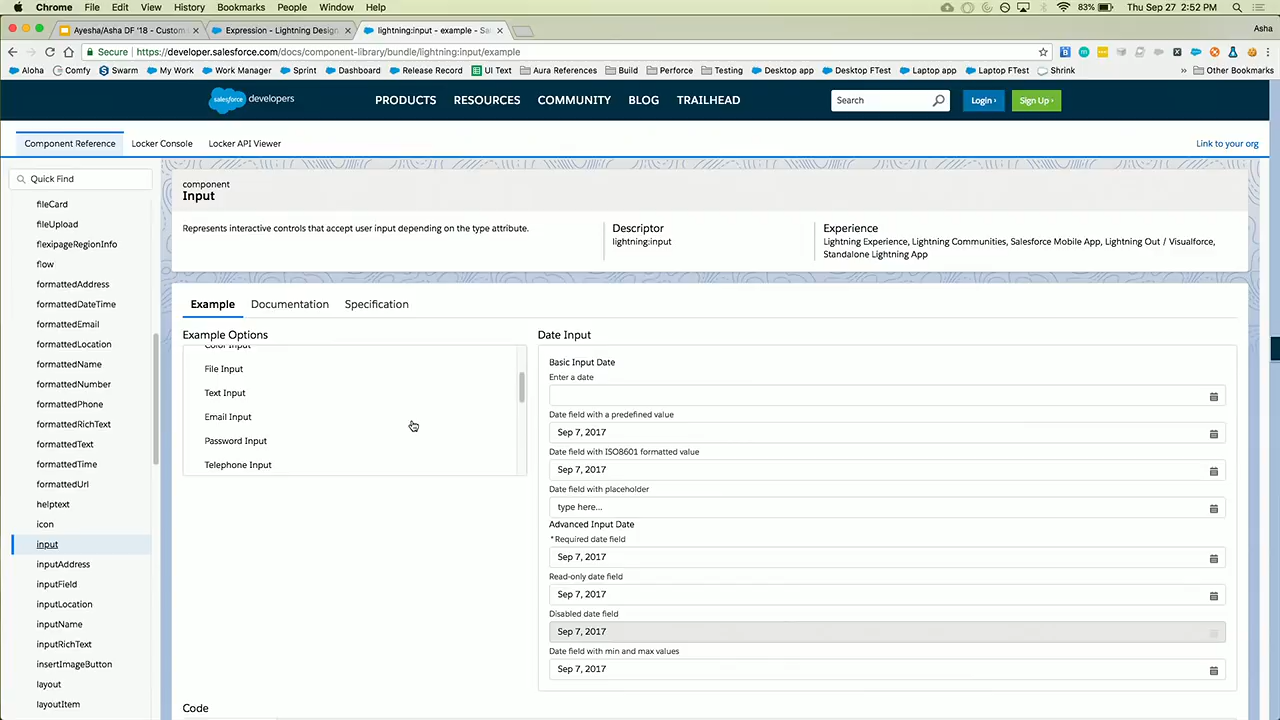 Chrome File Edit View History Bookmarks People Window Help 83% Thu Sep 27 2:52 PM
Ayesha/Asha DF '18 - Custom Expression - Lightning Design lightning:input - example - Sa Asha
Secure https://developer.salesforce.com/docs/component-library/bundle/lightning:input/example
Aloha Comfy Swarm My Work Work Manager Sprint Dashboard Release Record UI Text Aura References Build Perforce Testing Desktop app Desktop FTest Laptop app Laptop FTest Shrink » Other Bookmarks
salesforce developers PRODUCTS RESOURCES COMMUNITY BLOG TRAILHEAD Search Login › Sign Up ›
Component Reference Locker Console Locker API Viewer Link to your org
Quick Find
fileCard
fileUpload
flexipageRegionInfo
flow
formattedAddress
formattedDateTime
formattedEmail
formattedLocation
formattedName
formattedNumber
formattedPhone
formattedRichText
formattedText
formattedTime
formattedUrl
helptext
icon
input
inputAddress
inputField
inputLocation
inputName
inputRichText
insertImageButton
layout
layoutItem
component
Input
Represents interactive controls that accept user input depending on the type attribute.
Descriptor
lightning:input
Experience
Lightning Experience, Lightning Communities, Salesforce Mobile App, Lightning Out / Visualforce,
Standalone Lightning App
Example Documentation Specification
Example Options
Color Input
File Input
Text Input
Email Input
Password Input
Telephone Input
Date Input
Basic Input Date
Enter a date
Date field with a predefined value
Sep 7, 2017
Date field with ISO8601 formatted value
Sep 7, 2017
Date field with placeholder
type here...
Advanced Input Date
*Required date field
Sep 7, 2017
Read-only date field
Sep 7, 2017
Disabled date field
Sep 7, 2017
Date field with min and max values
Sep 7, 2017
Code